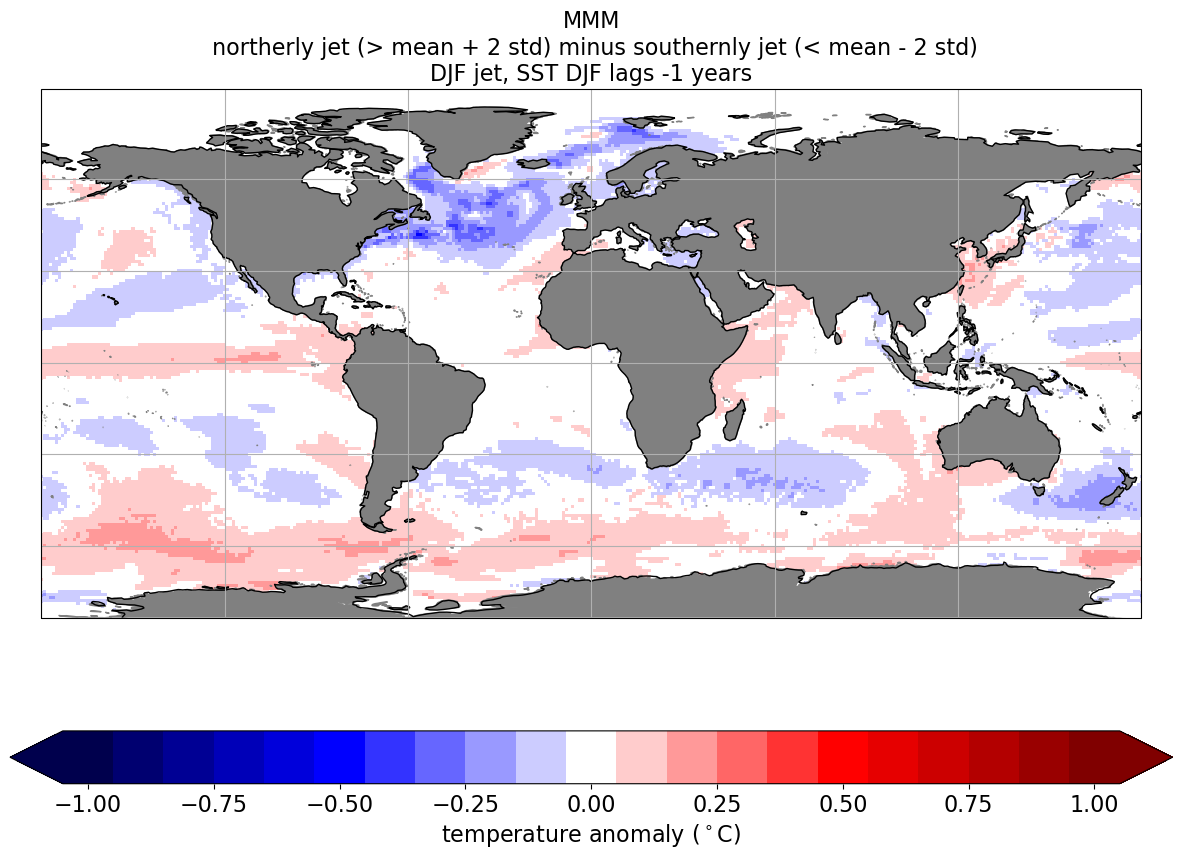 MMM
northerly jet (> mean + 2 std) minus southernly jet (< mean - 2 std)
DJF jet, SST DJF lags -1 years
−1.00 −0.75 −0.50 −0.25 0.00 0.25 0.50 0.75 1.00
temperature anomaly (°C)